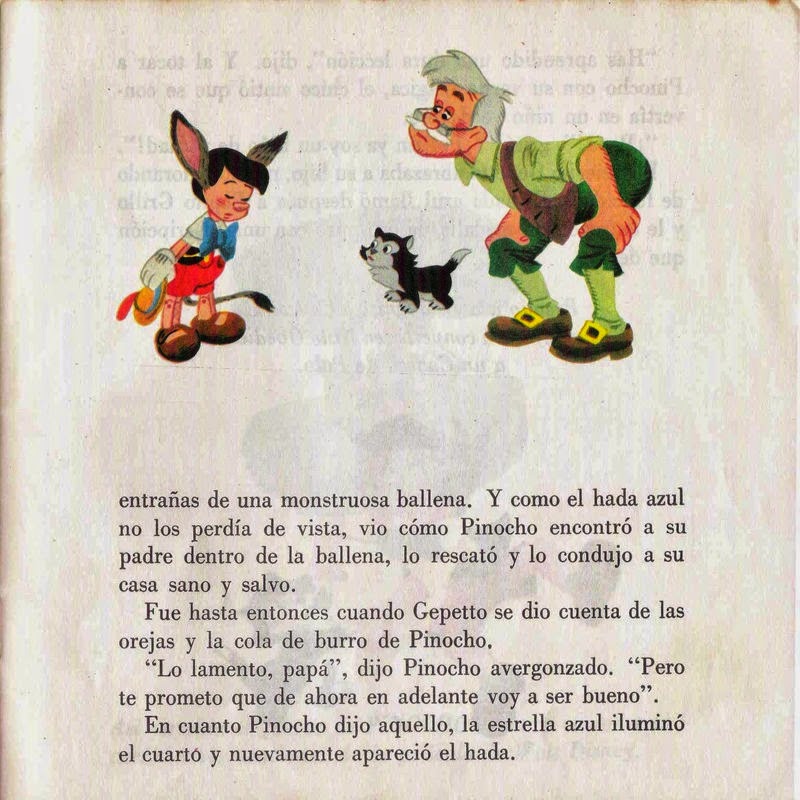 entrañas de una monstruosa ballena. Y como el hada azul
no los perdía de vista, vio cómo Pinocho encontró a su
padre dentro de la ballena, lo rescató y lo condujo a su
casa sano y salvo.
Fue hasta entonces cuando Gepetto se dio cuenta de las
orejas y la cola de burro de Pinocho.
“Lo lamento, papá”, dijo Pinocho avergonzado. “Pero
te prometo que de ahora en adelante voy a ser bueno”.
En cuanto Pinocho dijo aquello, la estrella azul iluminó
el cuarto y nuevamente apareció el hada.